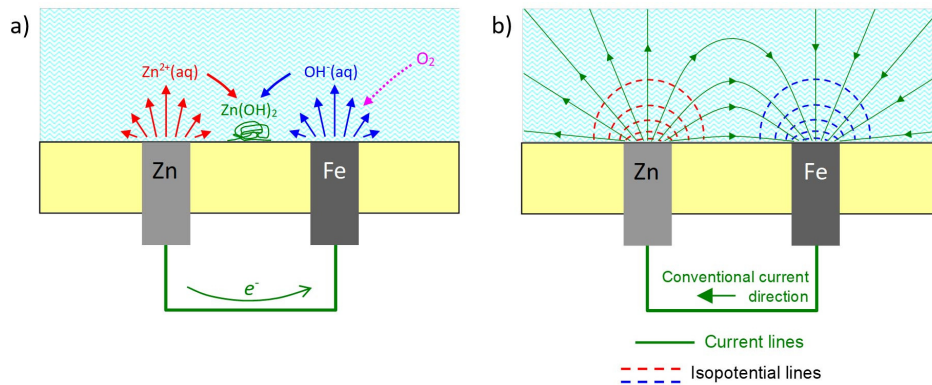 a)
Zn²⁺(aq)
OH⁻(aq)
O₂
Zn(OH)₂
Zn
Fe
e⁻
b)
Zn
Fe
Conventional current
direction
Current lines
Isopotential lines